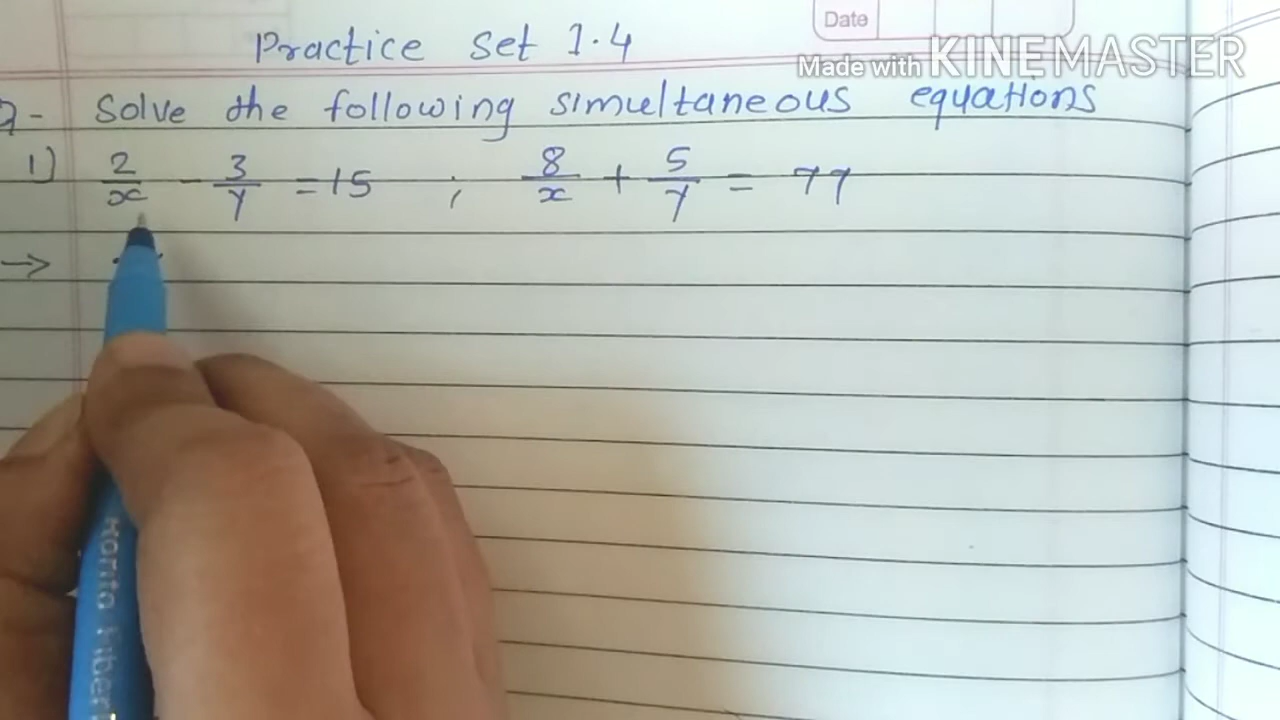 Date
Made with KINEMASTER
Practice set 1.4
Q- Solve the following simultaneous equations
1) 2/x - 3/y = 15 ; 8/x + 5/y = 77
→